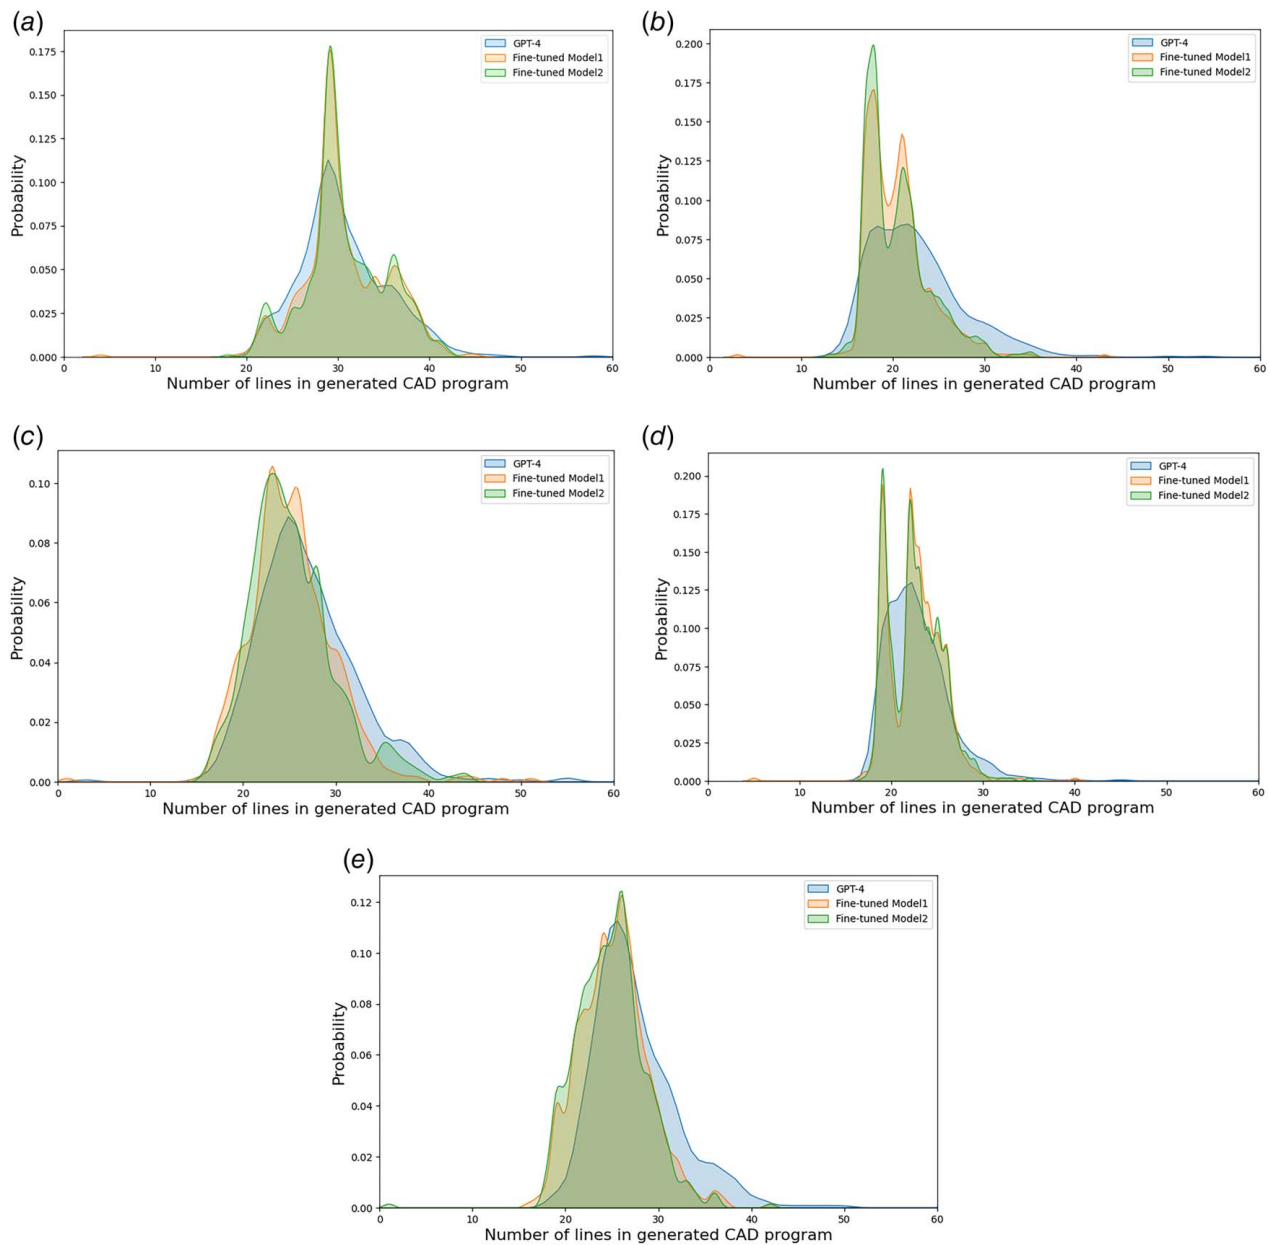 (a)
0.175
0.150
0.125
0.100
0.075
0.050
0.025
0.000
Probability
0 10 20 30 40 50 60
Number of lines in generated CAD program
GPT-4
Fine-tuned Model1
Fine-tuned Model2
(b)
0.200
0.175
0.150
0.125
0.100
0.075
0.050
0.025
0.000
Probability
0 10 20 30 40 50 60
Number of lines in generated CAD program
GPT-4
Fine-tuned Model1
Fine-tuned Model2
(c)
0.10
0.08
0.06
0.04
0.02
0.00
Probability
0 10 20 30 40 50 60
Number of lines in generated CAD program
GPT-4
Fine-tuned Model1
Fine-tuned Model2
(d)
0.200
0.175
0.150
0.125
0.100
0.075
0.050
0.025
0.000
Probability
0 10 20 30 40 50 60
Number of lines in generated CAD program
GPT-4
Fine-tuned Model1
Fine-tuned Model2
(e)
0.12
0.10
0.08
0.06
0.04
0.02
0.00
Probability
0 10 20 30 40 50 60
Number of lines in generated CAD program
GPT-4
Fine-tuned Model1
Fine-tuned Model2